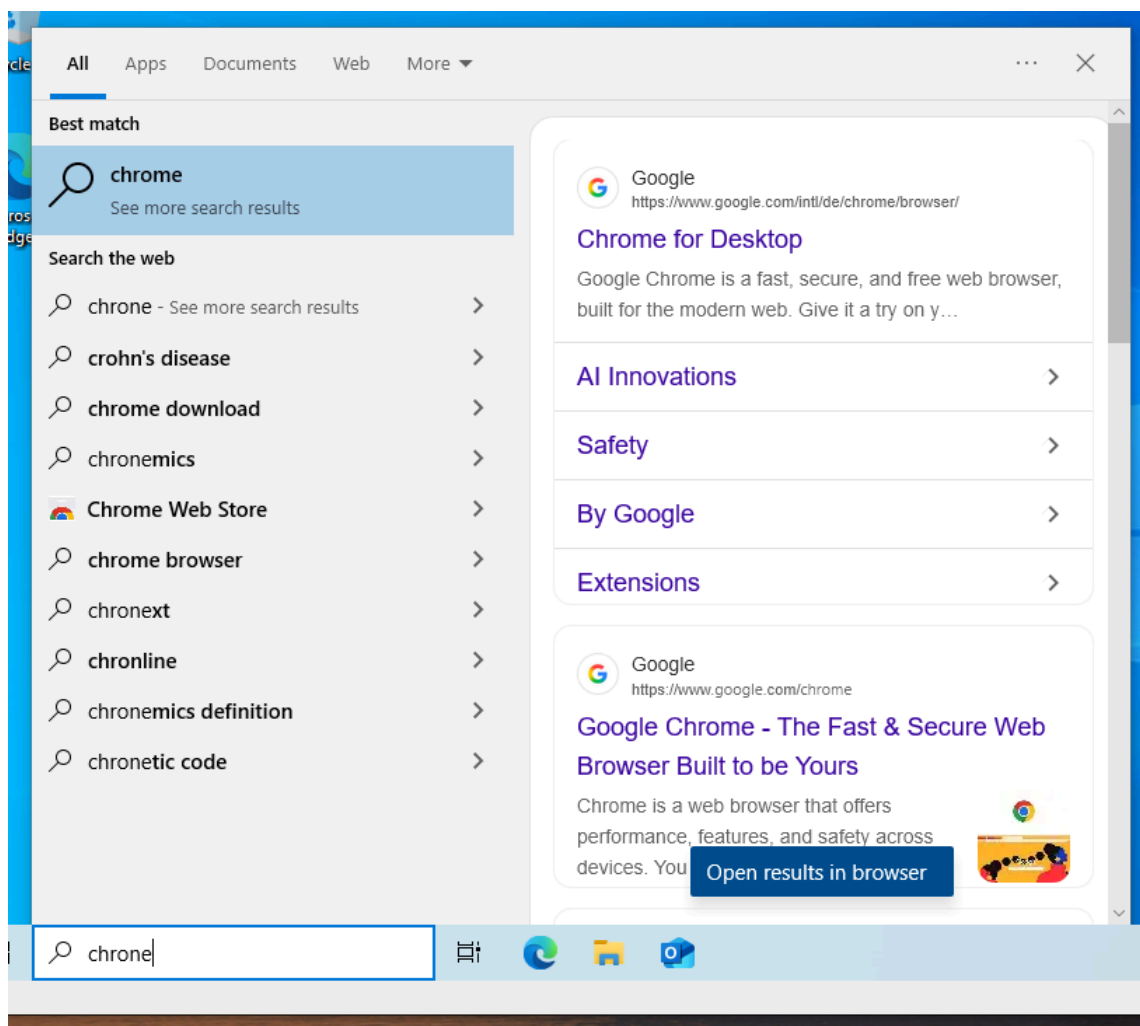 All Apps Documents Web More
Best match
chrome
See more search results
Search the web
chrone - See more search results
crohn's disease
chrome download
chronemics
Chrome Web Store
chrome browser
chronext
chronline
chronemics definition
chronetic code
Google
https://www.google.com/intl/de/chrome/browser/
Chrome for Desktop
Google Chrome is a fast, secure, and free web browser,
built for the modern web. Give it a try on y…
AI Innovations
Safety
By Google
Extensions
Google
https://www.google.com/chrome
Google Chrome - The Fast & Secure Web
Browser Built to be Yours
Chrome is a web browser that offers
performance, features, and safety across
devices. You
Open results in browser
chrone